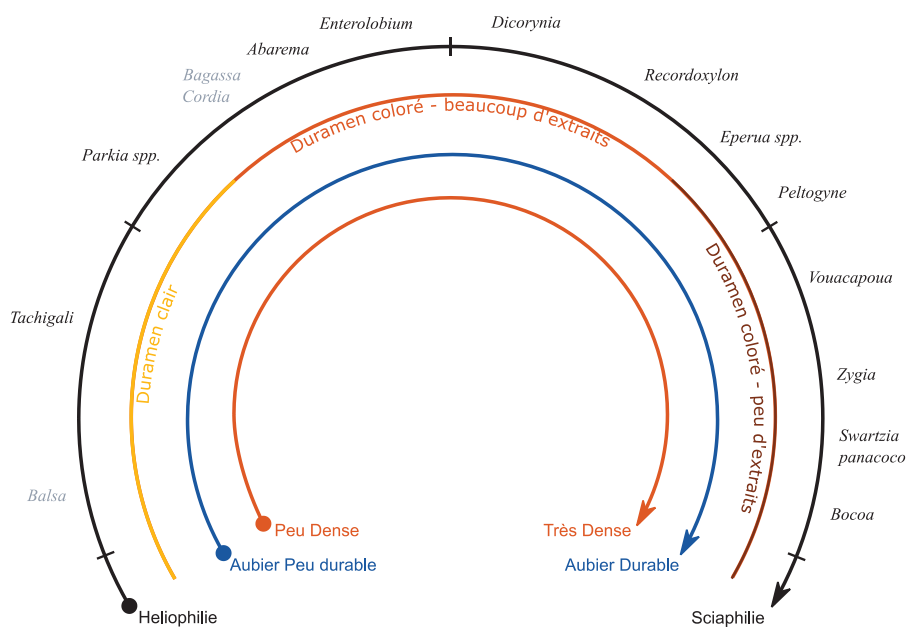 Enterolobium
Dicorynia
Abarema
Bagassa
Cordia
Recordoxylon
Parkia spp.
Eperua spp.
Peltogyne
Duramen coloré - beaucoup d'extraits
Tachigali
Duramen clair
Vouacapoua
Duramen coloré - peu d'extraits
Zygia
Swartzia
panacoco
Balsa
Bocoa
Peu Dense
Très Dense
Aubier Peu durable
Aubier Durable
Heliophilie
Sciaphilie